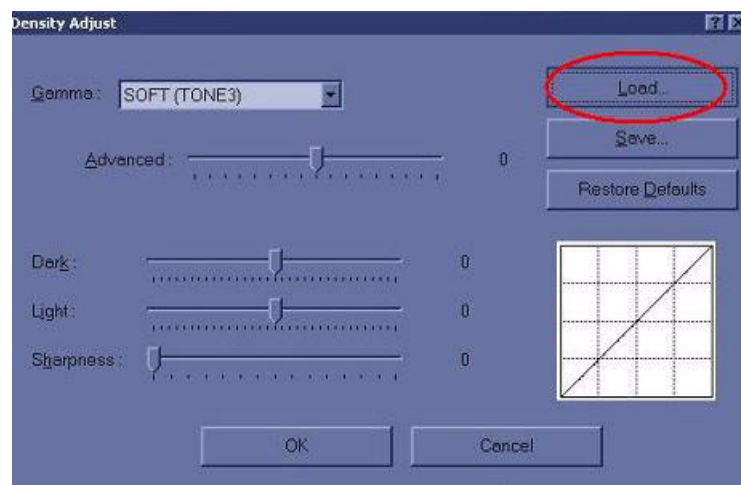 Density Adjust
Gamma: SOFT (TONE3)
Load...
Advanced: 0
Save...
Restore Defaults
Dark: 0
Light: 0
Sharpness: 0
OK Cancel